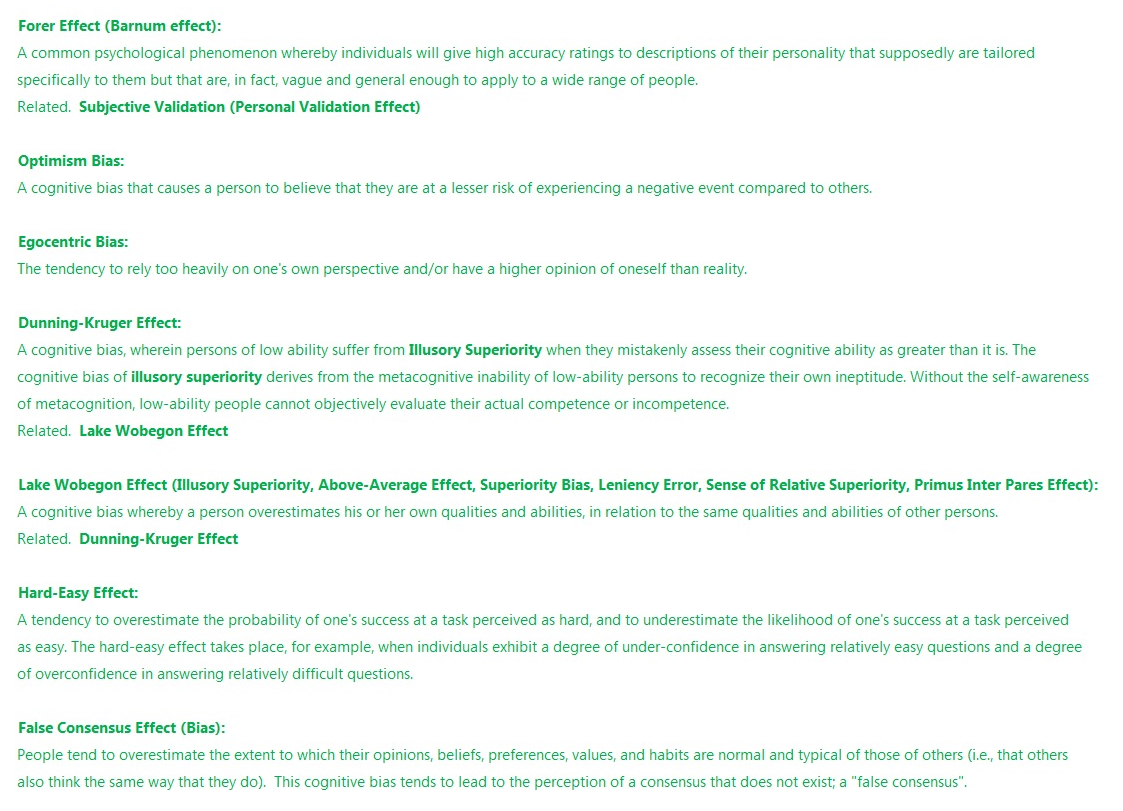 Forer Effect (Barnum effect):
A common psychological phenomenon whereby individuals will give high accuracy ratings to descriptions of their personality that supposedly are tailored
specifically to them but that are, in fact, vague and general enough to apply to a wide range of people.
Related.  Subjective Validation (Personal Validation Effect)
Optimism Bias:
A cognitive bias that causes a person to believe that they are at a lesser risk of experiencing a negative event compared to others.
Egocentric Bias:
The tendency to rely too heavily on one's own perspective and/or have a higher opinion of oneself than reality.
Dunning-Kruger Effect:
A cognitive bias, wherein persons of low ability suffer from Illusory Superiority when they mistakenly assess their cognitive ability as greater than it is. The
cognitive bias of illusory superiority derives from the metacognitive inability of low-ability persons to recognize their own ineptitude. Without the self-awareness
of metacognition, low-ability people cannot objectively evaluate their actual competence or incompetence.
Related.  Lake Wobegon Effect
Lake Wobegon Effect (Illusory Superiority, Above-Average Effect, Superiority Bias, Leniency Error, Sense of Relative Superiority, Primus Inter Pares Effect):
A cognitive bias whereby a person overestimates his or her own qualities and abilities, in relation to the same qualities and abilities of other persons.
Related.  Dunning-Kruger Effect
Hard-Easy Effect:
A tendency to overestimate the probability of one's success at a task perceived as hard, and to underestimate the likelihood of one's success at a task perceived
as easy. The hard-easy effect takes place, for example, when individuals exhibit a degree of under-confidence in answering relatively easy questions and a degree
of overconfidence in answering relatively difficult questions.
False Consensus Effect (Bias):
People tend to overestimate the extent to which their opinions, beliefs, preferences, values, and habits are normal and typical of those of others (i.e., that others
also think the same way that they do).  This cognitive bias tends to lead to the perception of a consensus that does not exist; a "false consensus".